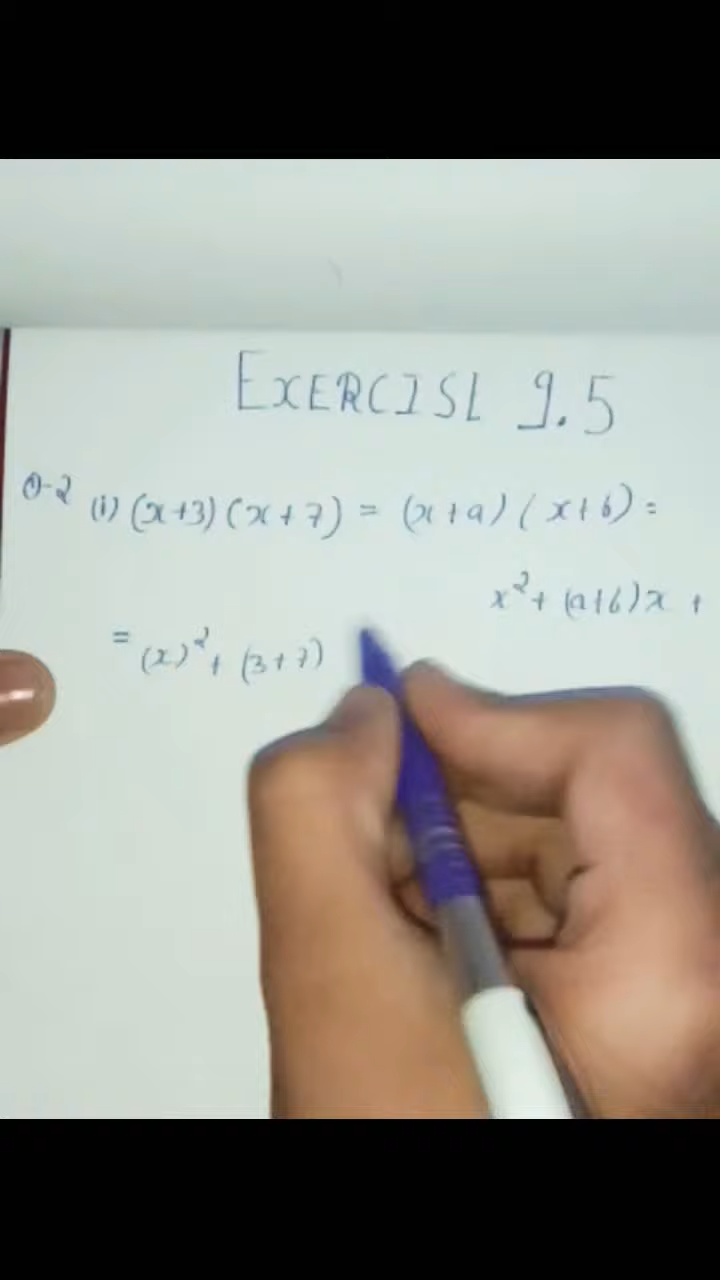 EXERCISE 9.5
Q-2 (i) (x+3)(x+7) = (x+a)(x+b) =
x² + (a+b)x +
= (x)² + (3+7)